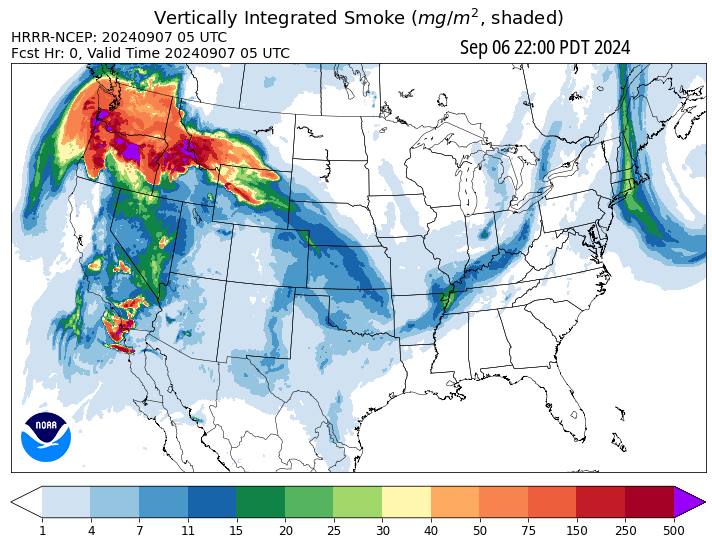 Vertically Integrated Smoke (mg/m², shaded)
HRRR-NCEP: 20240907 05 UTC
Fcst Hr: 0, Valid Time 20240907 05 UTC
Sep 06 22:00 PDT 2024
NOAA
1 4 7 11 15 20 25 30 40 50 75 150 250 500